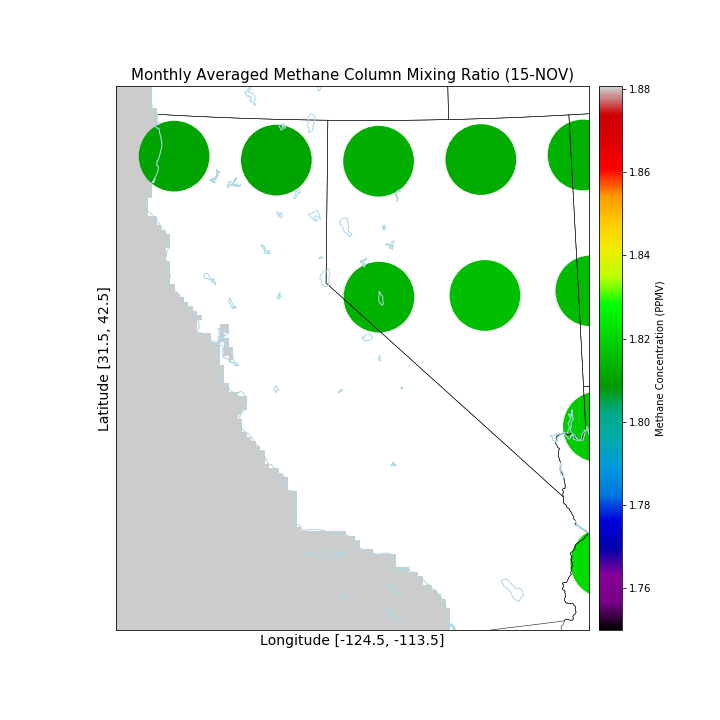 Monthly Averaged Methane Column Mixing Ratio (15-NOV)
Latitude [31.5, 42.5]
Longitude [-124.5, -113.5]
1.88
1.86
1.84
1.82
1.80
1.78
1.76
Methane Concentration (PPMV)